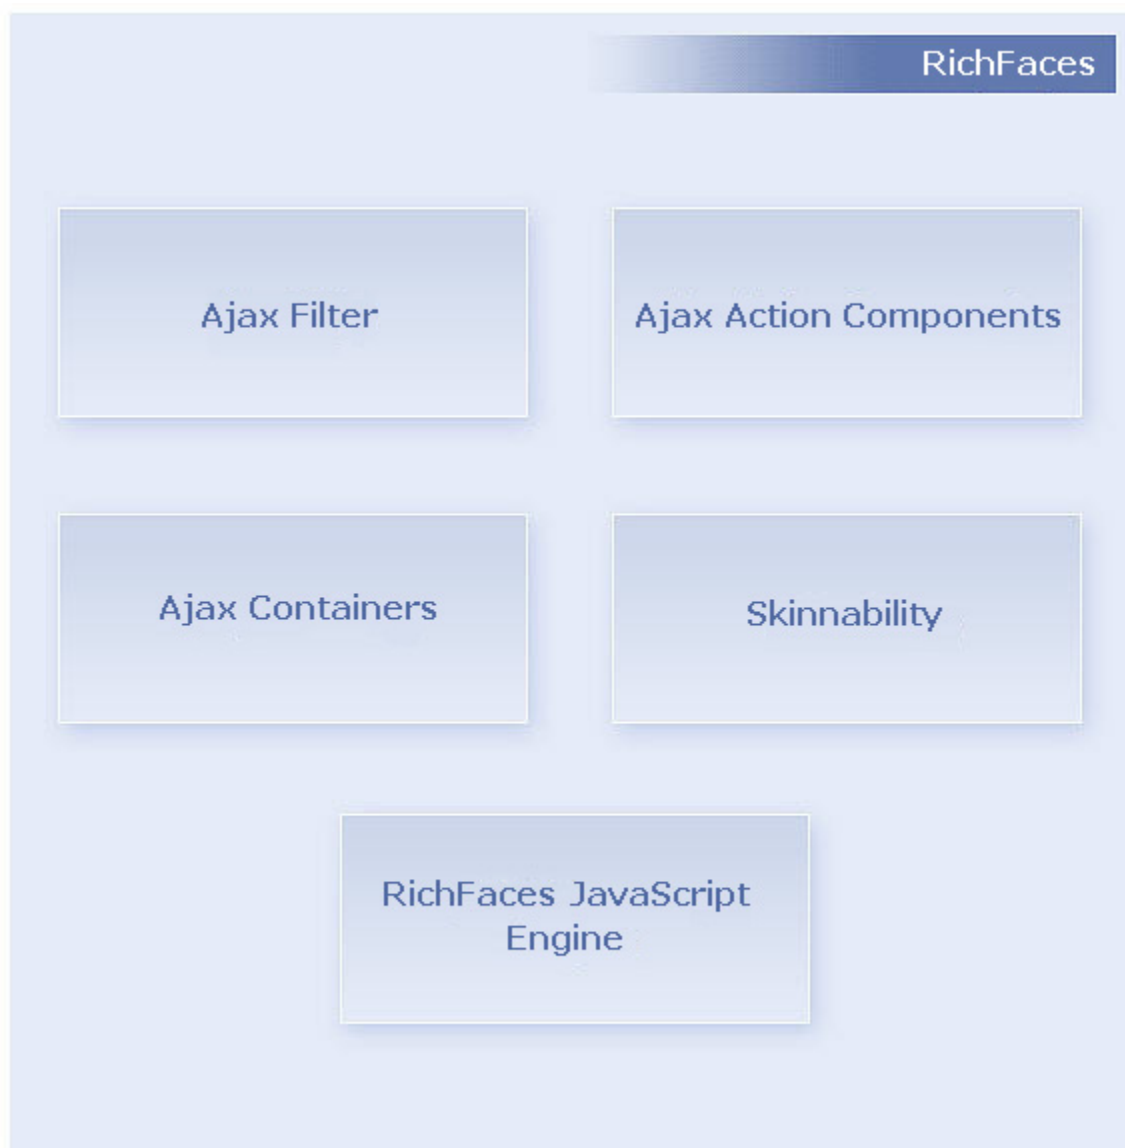 RichFaces
Ajax Filter
Ajax Action Components
Ajax Containers
Skinnability
RichFaces JavaScript
Engine